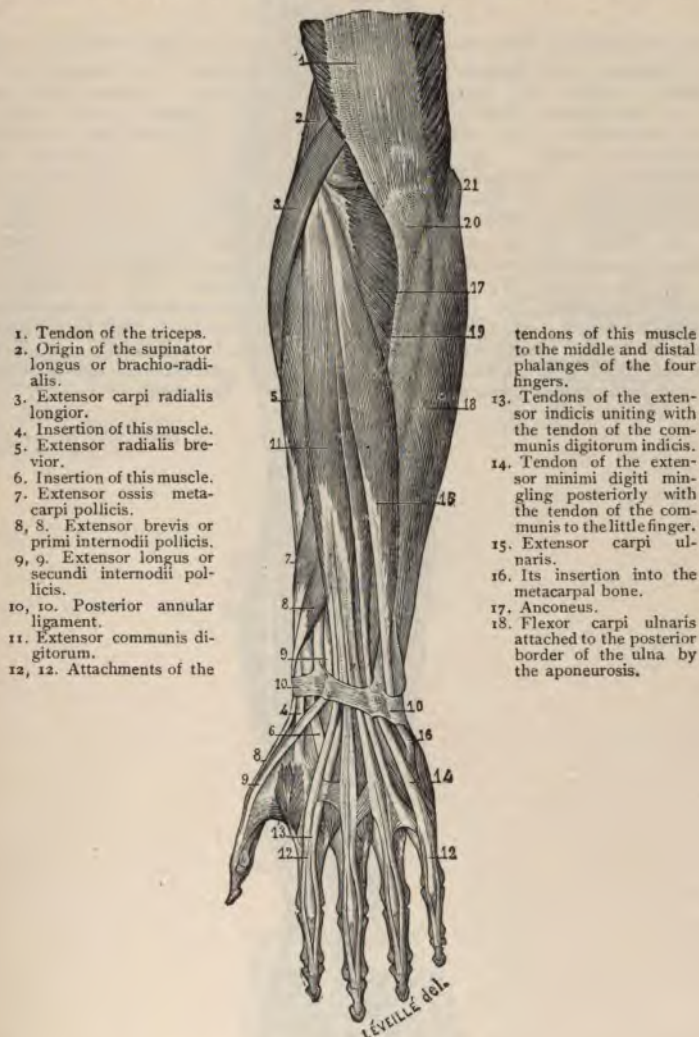 1. Tendon of the triceps.
2. Origin of the supinator
longus or brachio-radi-
alis.
3. Extensor carpi radialis
longior.
4. Insertion of this muscle.
5. Extensor radialis bre-
vior.
6. Insertion of this muscle.
7. Extensor ossis meta-
carpi pollicis.
8, 8. Extensor brevis or
primi internodii pollicis.
9, 9. Extensor longus or
secundi internodii pol-
licis.
10, 10. Posterior annular
ligament.
11. Extensor communis di-
gitorum.
12, 12. Attachments of the
tendons of this muscle
to the middle and distal
phalanges of the four
fingers.
13. Tendons of the exten-
sor indicis uniting with
the tendon of the com-
munis digitorum indicis.
14. Tendon of the exten-
sor minimi digiti min-
gling posteriorly with
the tendon of the com-
munis to the little finger.
15. Extensor carpi ul-
naris.
16. Its insertion into the
metacarpal bone.
17. Anconeus.
18. Flexor carpi ulnaris
attached to the posterior
border of the ulna by
the aponeurosis.
1
2
21
20
3
17
19
5
18
11
15
7
8
9
10
10
4
6
16
8
14
9
13
12
12
LÉVEILLÉ del.